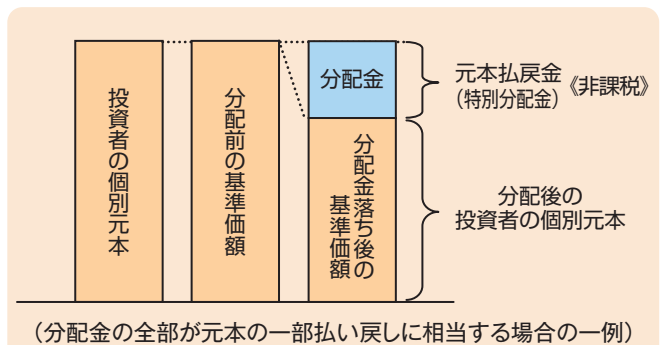 投資者の個別元本
分配前の基準価額
分配金
分配金落ち後の
基準価額
元本払戻金
(特別分配金)
《非課税》
分配後の
投資者の個別元本
(分配金の全部が元本の一部払い戻しに相当する場合の一例)